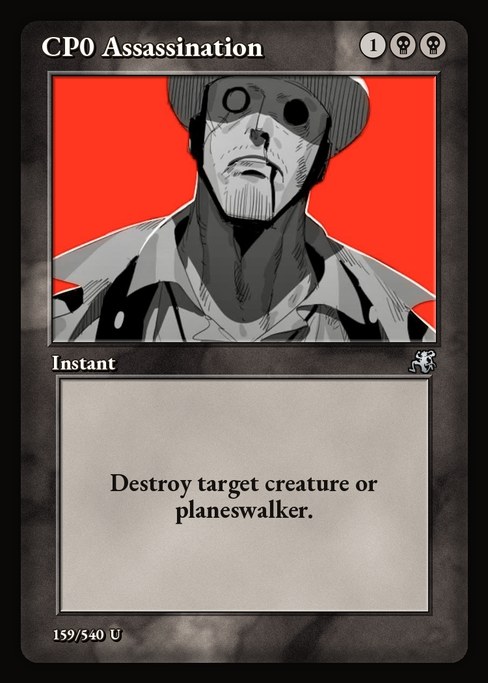 CP0 Assassination
1
Instant
Destroy target creature or
planeswalker.
159/540 U